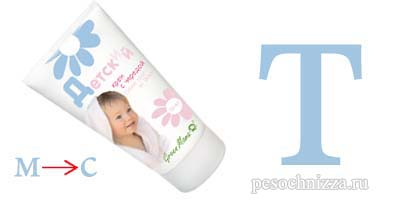 Детский
крем
с чередой
Green Mama
М → С
Т
pesochnizza.ru